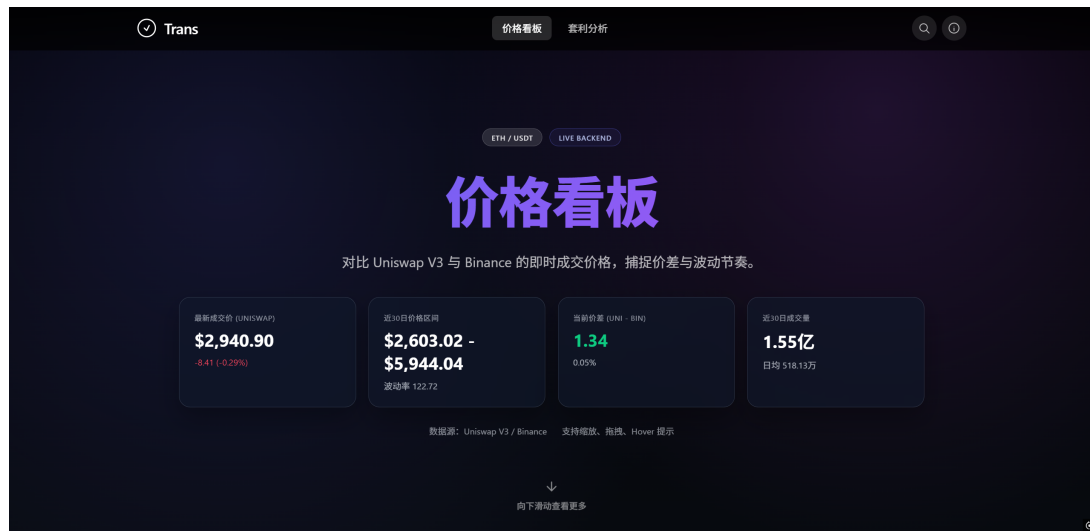 Trans
价格看板
套利分析
ETH / USDT
LIVE BACKEND
价格看板
对比 Uniswap V3 与 Binance 的即时成交价格，捕捉价差与波动节奏。
最新成交价 (UNISWAP)
$2,940.90
-8.41 (-0.29%)
近30日价格区间
$2,603.02 -
$5,944.04
波动率 122.72
当前价差 (UNI - BIN)
1.34
0.05%
近30日成交量
1.55亿
日均 518.13万
数据源：Uniswap V3 / Binance
支持缩放、拖拽、Hover 提示
向下滑动查看更多